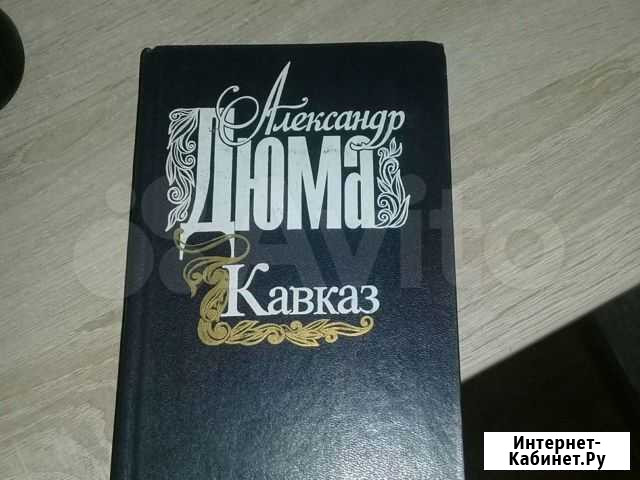 Александр
Дюма
Кавказ
Avito
Интернет-
Кабинет.Ру